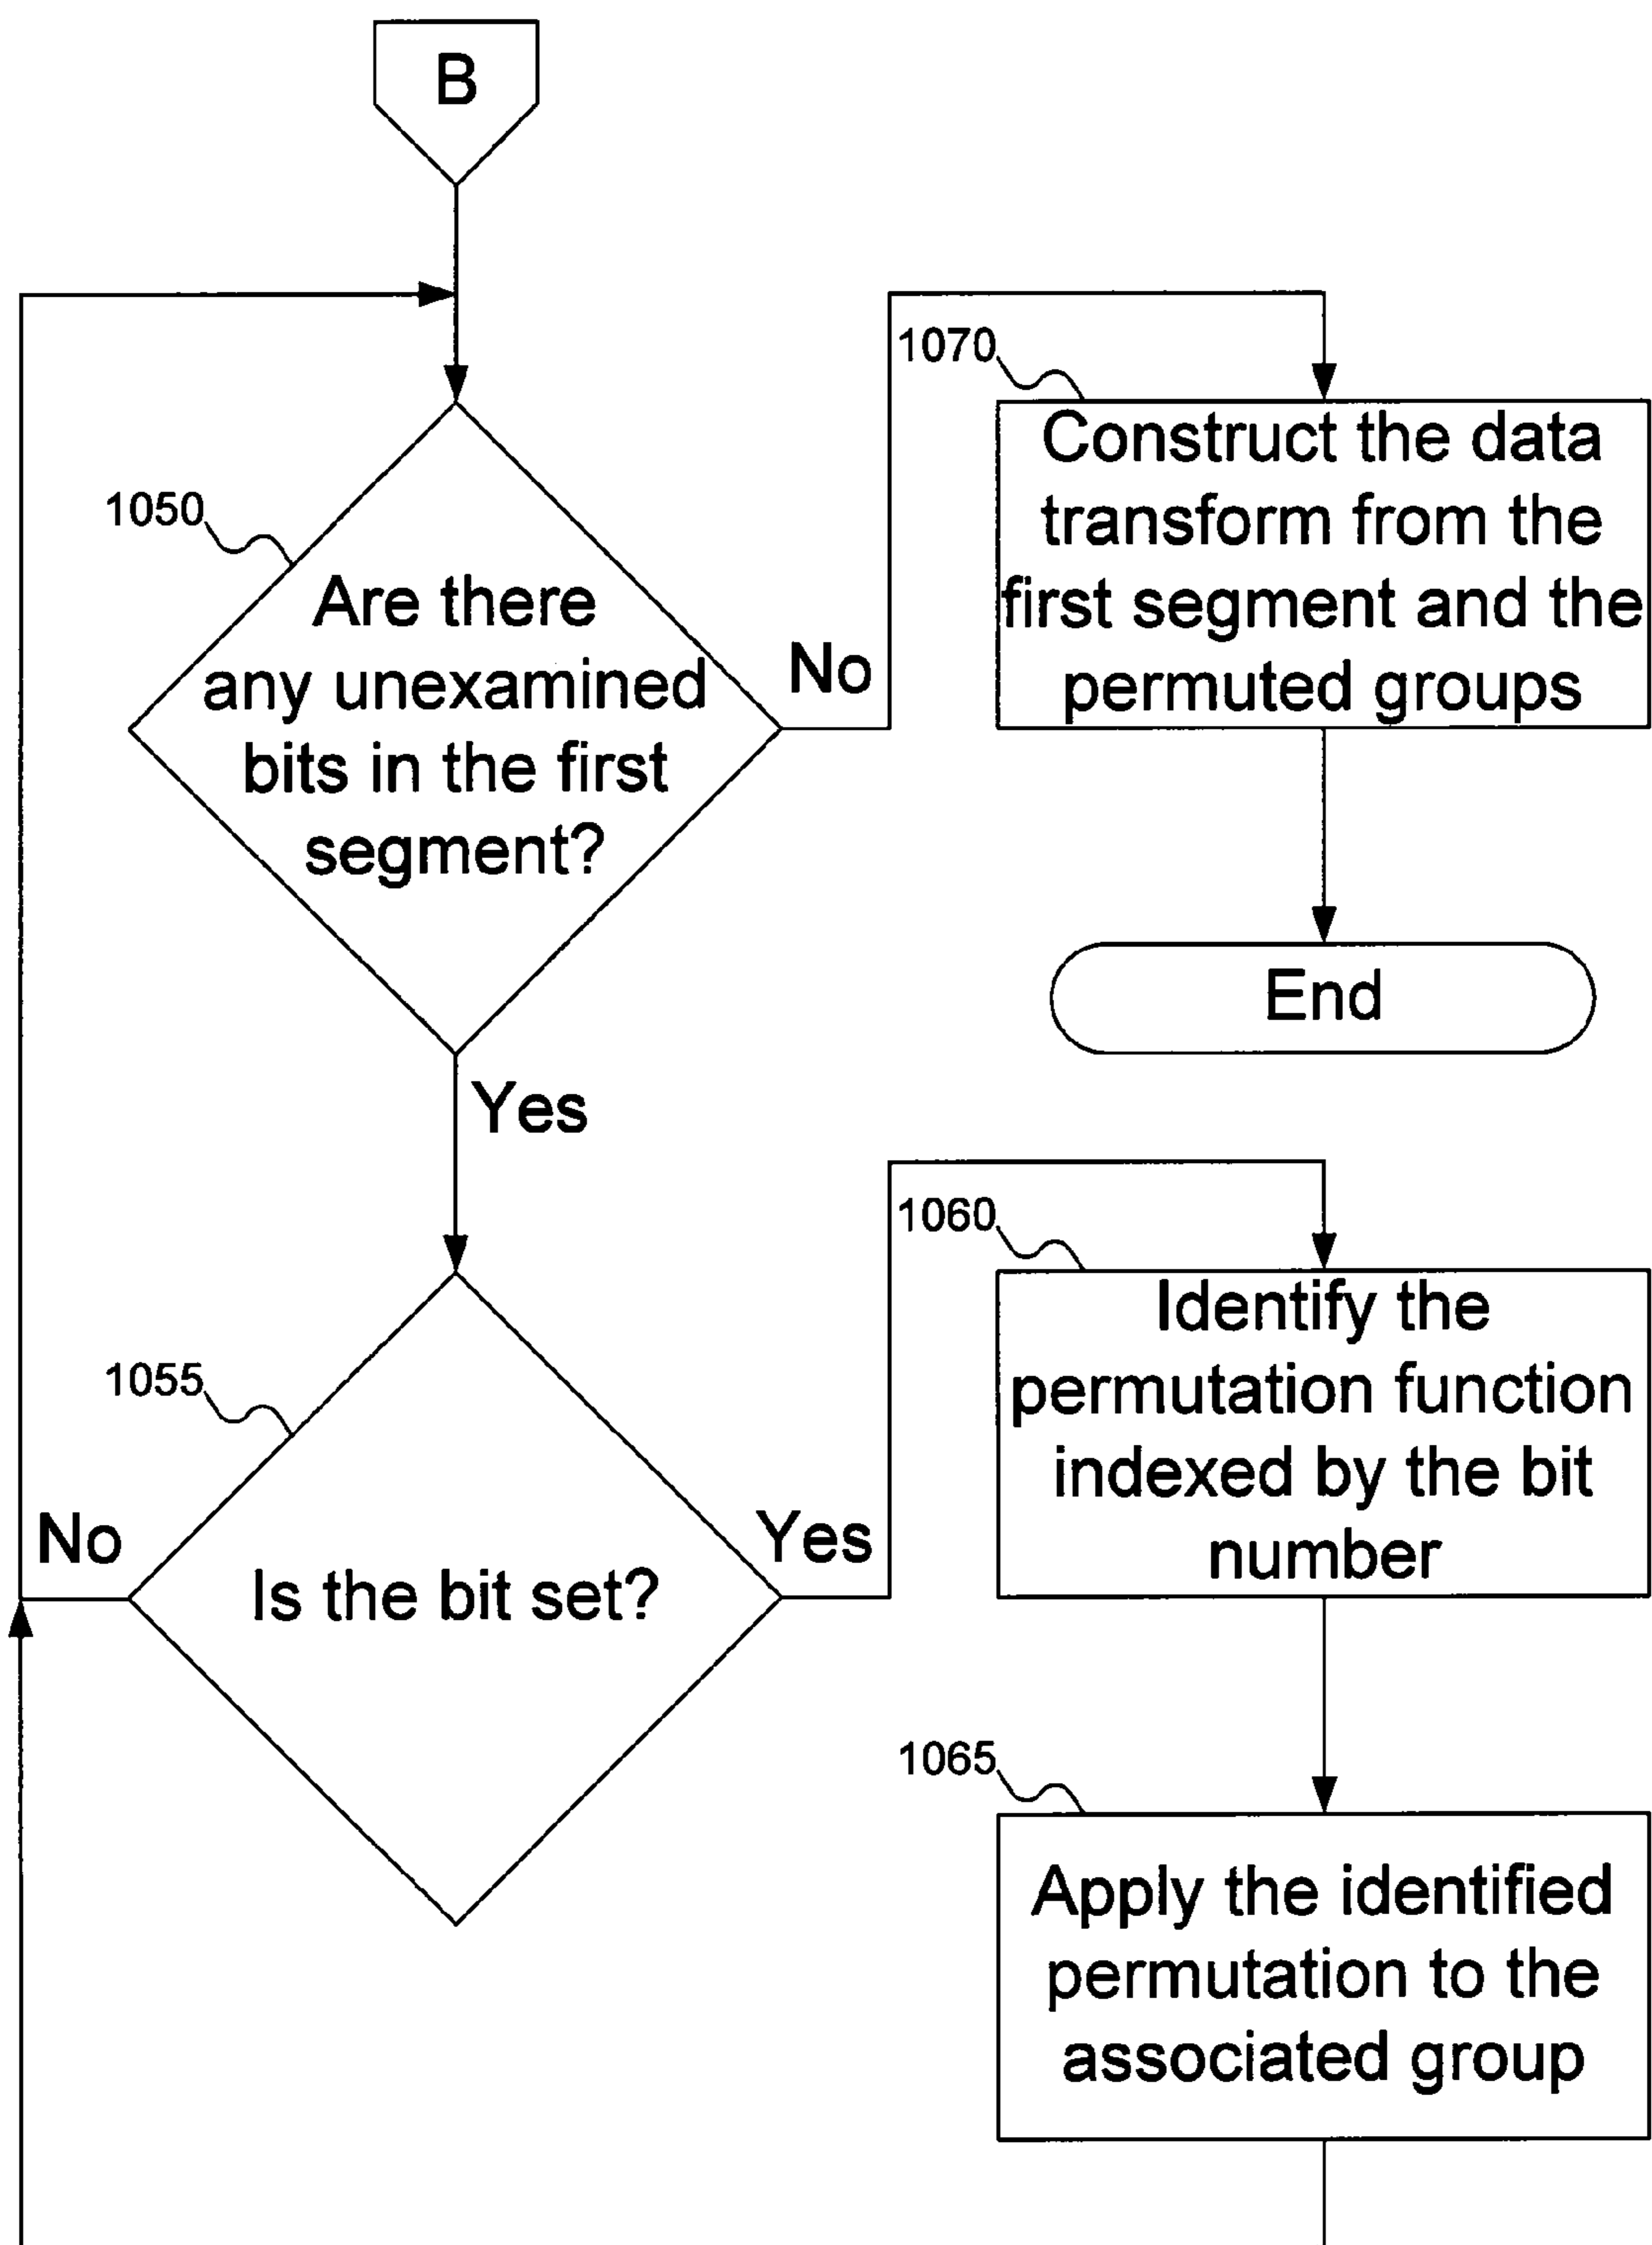 B
1070
Construct the data
transform from the
first segment and the
permuted groups
1050
Are there
any unexamined
bits in the first
segment?
No
End
Yes
1060
Identify the
permutation function
indexed by the bit
number
1055
No
Is the bit set?
Yes
1065
Apply the identified
permutation to the
associated group